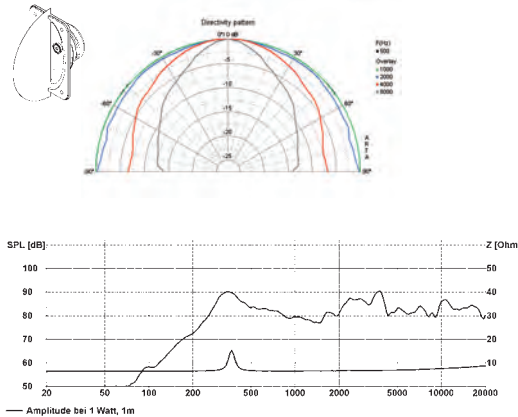 Directivity pattern
0°/0 dB
-30° 30°
-5
-10
-60° 60°
-15
-20
-25
-90° 90°
F(Hz)
500
Overlay
1000
2000
4000
8000
A
R
T
A
SPL [dB] Z [Ohm
100 50
90 40
80 30
70 20
60 10
50
20 50 100 200 500 1000 2000 5000 10000 20000
Amplitude bei 1 Watt, 1m